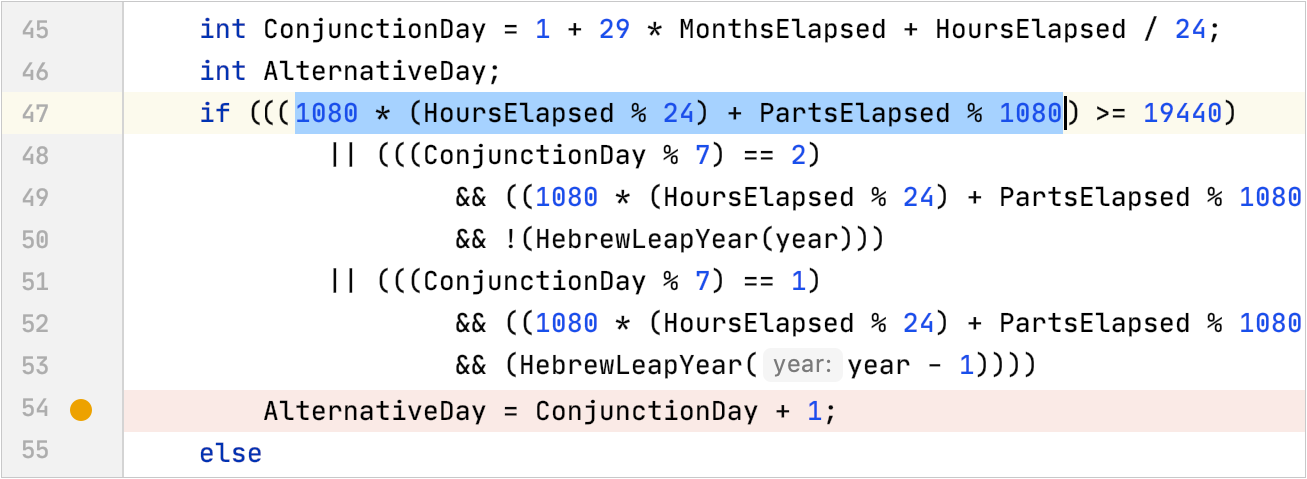 45 int ConjunctionDay = 1 + 29 * MonthsElapsed + HoursElapsed / 24;
46 int AlternativeDay;
47 if (((1080 * (HoursElapsed % 24) + PartsElapsed % 1080) >= 19440)
48 || (((ConjunctionDay % 7) == 2)
49 && ((1080 * (HoursElapsed % 24) + PartsElapsed % 1080
50 && !(HebrewLeapYear(year)))
51 || (((ConjunctionDay % 7) == 1)
52 && ((1080 * (HoursElapsed % 24) + PartsElapsed % 1080
53 && (HebrewLeapYear( year: year - 1))))
54 AlternativeDay = ConjunctionDay + 1;
55 else